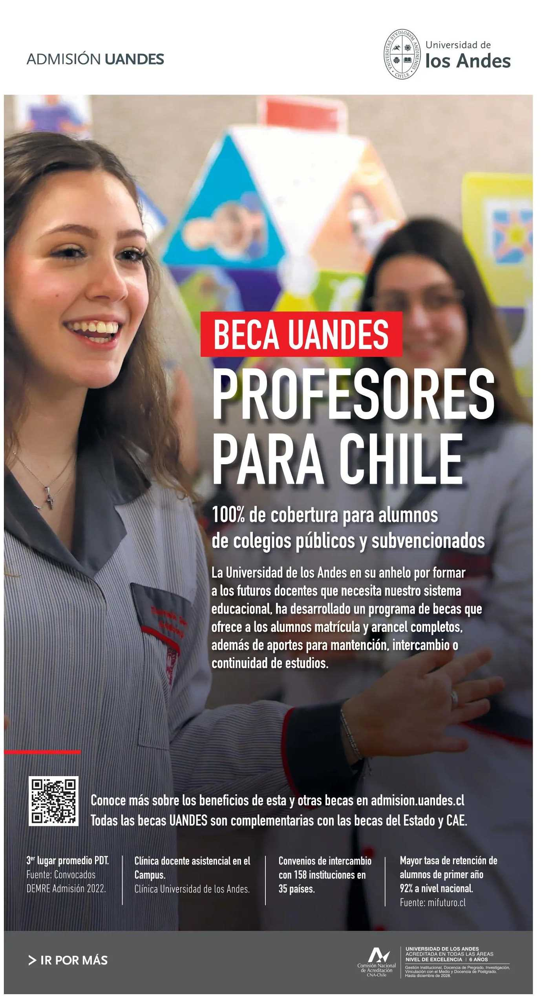 ADMISIÓN UANDES
UNIVERSITAS STVDIORVM ANDINENSIS
• CHILE •
Universidad de
los Andes
BECA UANDES
PROFESORES
PARA CHILE
100% de cobertura para alumnos
de colegios públicos y subvencionados
La Universidad de los Andes en su anhelo por formar
a los futuros docentes que necesita nuestro sistema
educacional, ha desarrollado un programa de becas que
ofrece a los alumnos matrícula y arancel completos,
además de aportes para mantención, intercambio o
continuidad de estudios.
Conoce más sobre los beneficios de esta y otras becas en admision.uandes.cl
Todas las becas UANDES son complementarias con las becas del Estado y CAE.
3er lugar promedio PDT.
Fuente: Convocados
DEMRE Admisión 2022.
Clínica docente asistencial en el
Campus.
Clínica Universidad de los Andes.
Convenios de intercambio
con 158 instituciones en
35 países.
Mayor tasa de retención de
alumnos de primer año
92% a nivel nacional.
Fuente: mifuturo.cl
> IR POR MÁS
Comisión Nacional
de Acreditación
CNA-Chile
UNIVERSIDAD DE LOS ANDES
ACREDITADA EN TODAS LAS ÁREAS
NIVEL DE EXCELENCIA | 6 AÑOS
Gestión Institucional, Docencia de Pregrado, Investigación,
Vinculación con el Medio y Docencia de Postgrado.
Hasta diciembre de 2028.